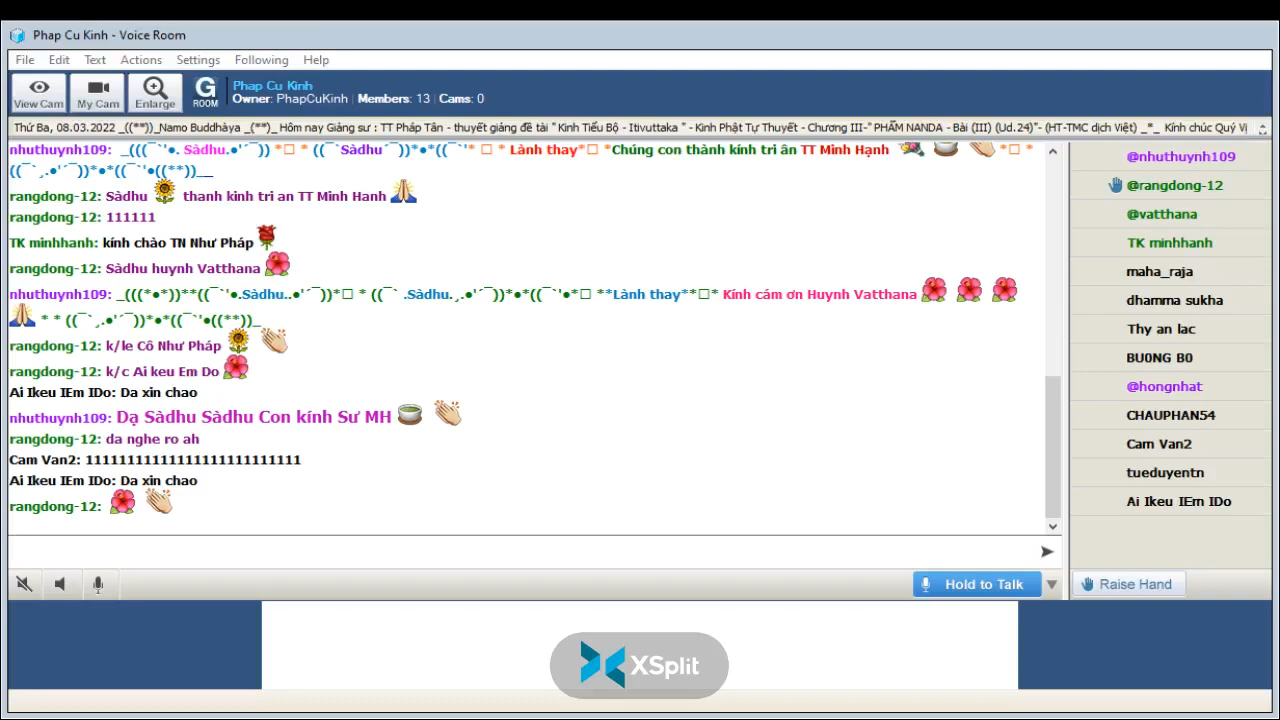 Phap Cu Kinh - Voice Room
File Edit Text Actions Settings Following Help
View Cam My Cam Enlarge G ROOM
Phap Cu Kinh
Owner: PhapCuKinh | Members: 13 | Cams: 0
Thứ Ba, 08.03.2022 _((**))_Namo Buddhàya _(**)_ Hôm nay Giảng sư : TT Pháp Tân - thuyết giảng đề tài " Kinh Tiểu Bộ - Itivuttaka " - Kinh Phật Tự Thuyết - Chương III-" PHẨM NANDA - Bài (III) (Ud.24)"- (HT-TMC dịch Việt) _*_ Kính chúc Quý Vị
nhuthuynh109: _(((¯`'•. Sàdhu.•'´¯)) *□ * ((¯`Sàdhu´¯))*•*((¯`'* □ * Lành thay*□ *Chúng con thành kính tri ân TT Minh Hạnh *□ *
((¯`¸.•'´¯))*•*((¯`'•((**))__
rangdong-12: Sàdhu thanh kinh tri an TT Minh Hanh
rangdong-12: 111111
TK minhhanh: kính chào TN Như Pháp
rangdong-12: Sàdhu huynh Vatthana
nhuthuynh109: _(((*•*))**((¯`'•.Sàdhu..•'´¯))*□ * ((¯` .Sàdhu.¸.•'´¯))*•*((¯`'•*□ **Lành thay**□* Kính cám ơn Huynh Vatthana
* * ((¯`¸.•'´¯))*•*((¯`'•((**))_
rangdong-12: k/le Cô Như Pháp
rangdong-12: k/c Ai keu Em Do
Ai Ikeu IEm IDo: Da xin chao
nhuthuynh109: Dạ Sàdhu Sàdhu Con kính Sư MH
rangdong-12: da nghe ro ah
Cam Van2: 11111111111111111111111111
Ai Ikeu IEm IDo: Da xin chao
rangdong-12:
@nhuthuynh109
@rangdong-12
@vatthana
TK minhhanh
maha_raja
dhamma sukha
Thy an lac
BU0NG B0
@hongnhat
CHAUPHAN54
Cam Van2
tueduyentn
Ai Ikeu IEm IDo
Hold to Talk
Raise Hand
XSplit